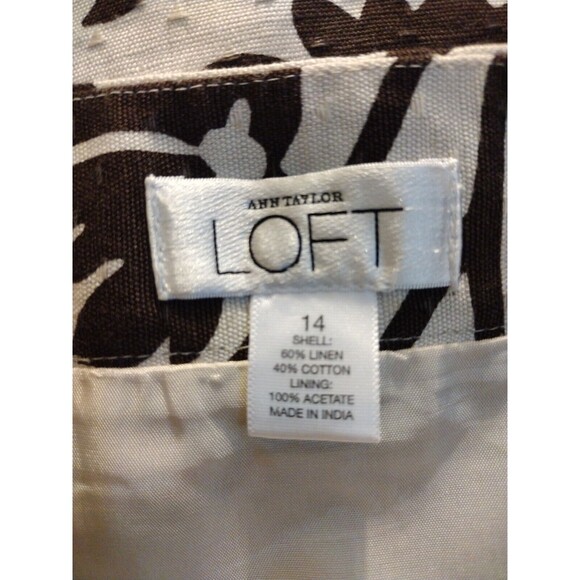 ANN TAYLOR
LOFT
14
SHELL:
60% LINEN
40% COTTON
LINING:
100% ACETATE
MADE IN INDIA